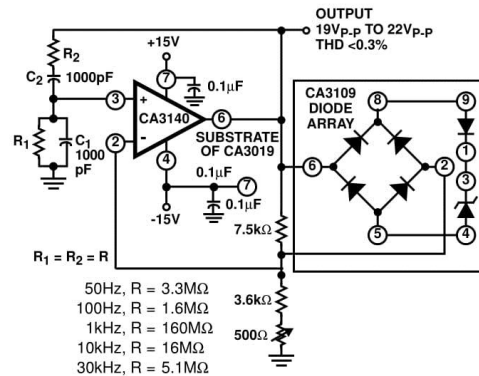 OUTPUT
19VP-P TO 22VP-P
THD <0.3%
+15V
R2
C2 1000pF
7
0.1µF
CA3109
DIODE
ARRAY
8
9
3
+
CA3140
6
SUBSTRATE
OF CA3019
R1
C1
1000
pF
2
-
4
0.1µF
7
0.1µF
-15V
6
2
1
3
5
4
7.5kΩ
R1 = R2 = R
50Hz, R = 3.3MΩ
100Hz, R = 1.6MΩ
1kHz, R = 160MΩ
10kHz, R = 16MΩ
30kHz, R = 5.1MΩ
3.6kΩ
500Ω